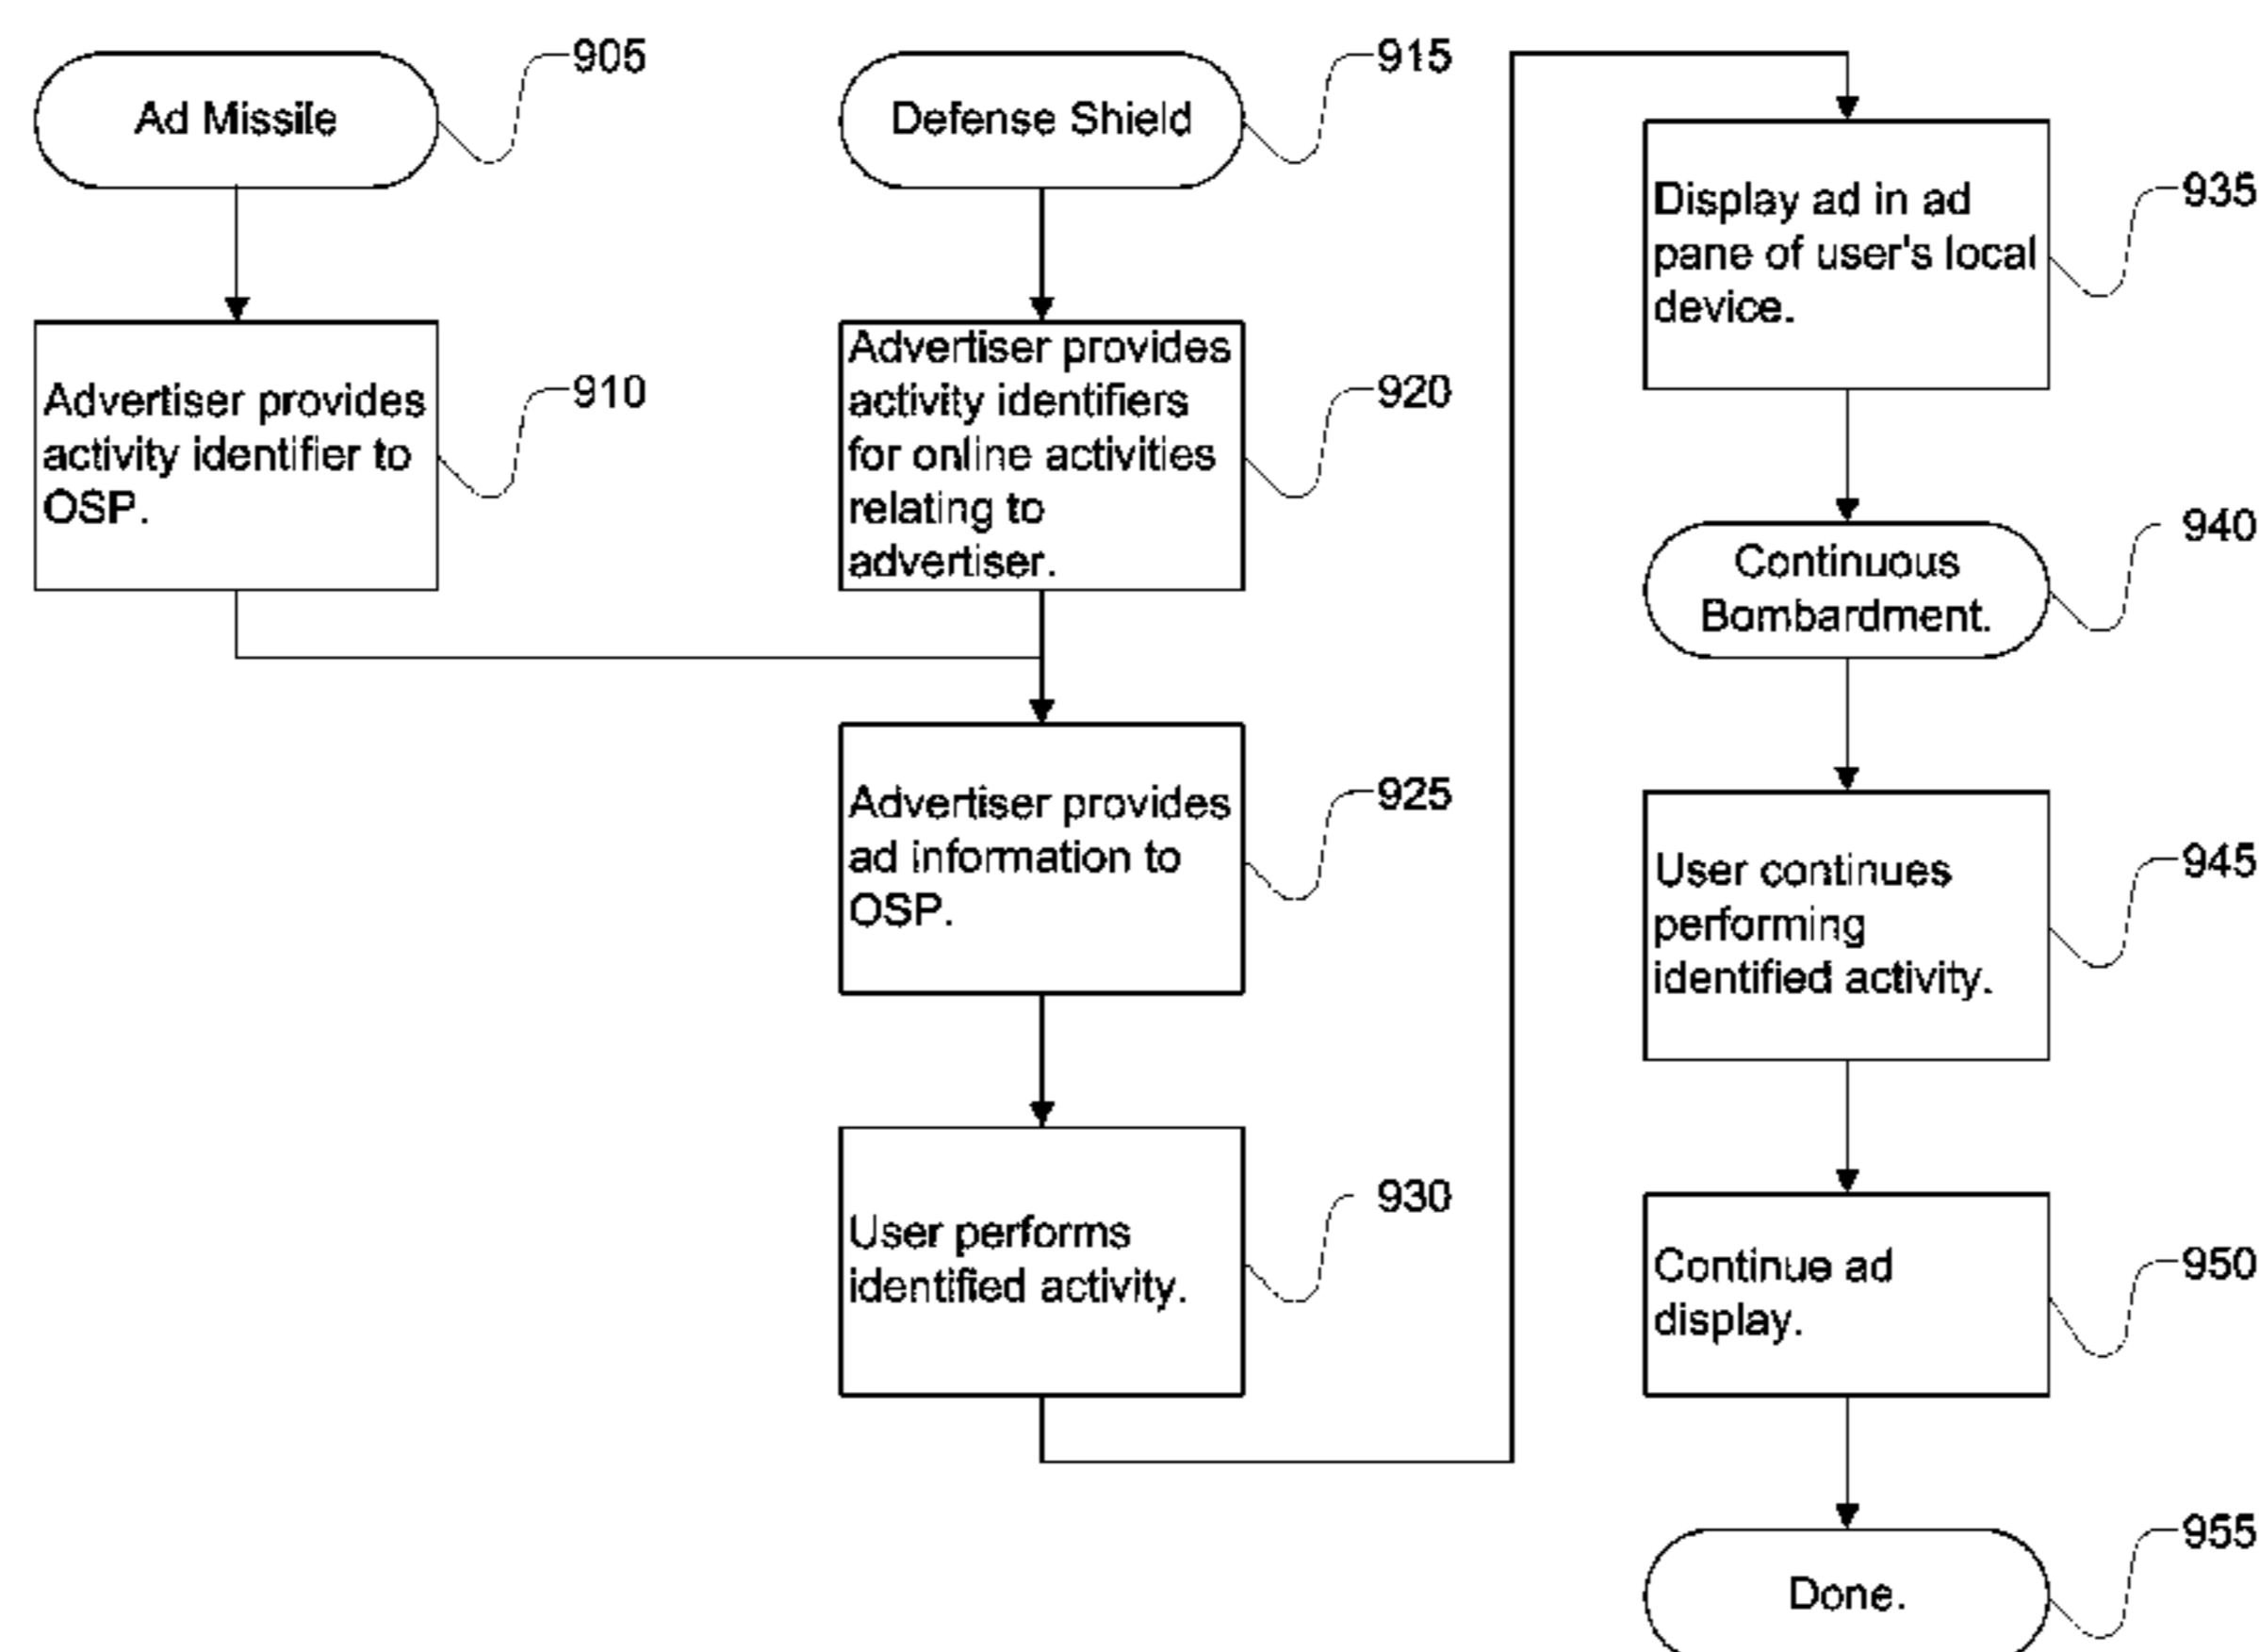 Ad Missile
905
Advertiser provides
activity identifier to
OSP.
910
Defense Shield
915
Advertiser provides
activity identifiers
for online activities
relating to
advertiser.
920
Advertiser provides
ad information to
OSP.
925
User performs
identified activity.
930
Display ad in ad
pane of user's local
device.
935
Continuous
Bombardment.
940
User continues
performing
identified activity.
945
Continue ad
display.
950
Done.
955